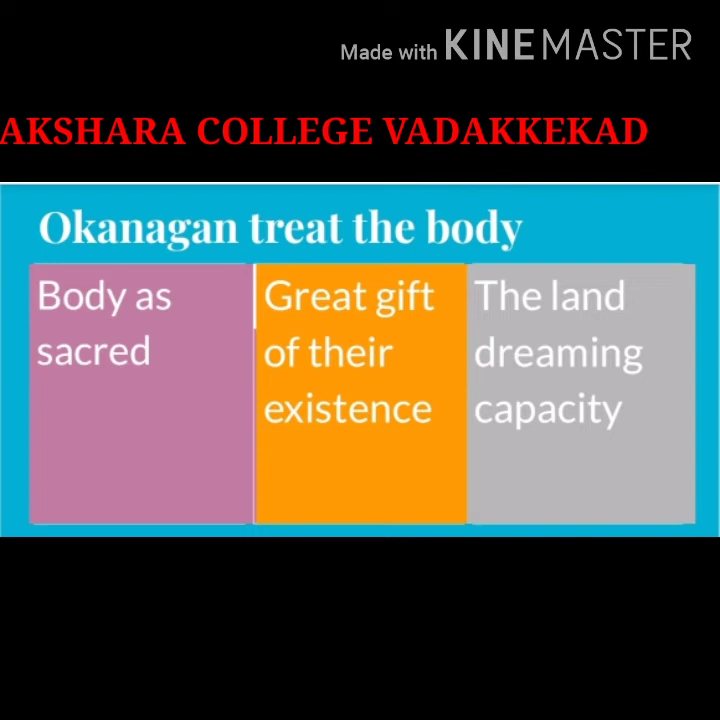 Made with KINEMASTER
AKSHARA COLLEGE VADAKKEKAD
Okanagan treat the body
Body as
sacred
Great gift
of their
existence
The land
dreaming
capacity